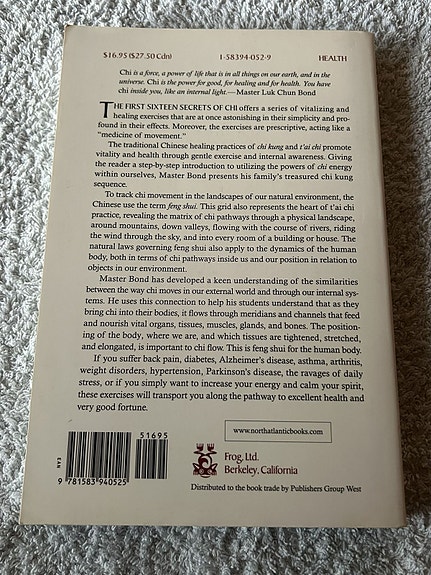 $16.95 ($27.50 Cdn) 1-58394-052-9 HEALTH
Chi is a force, a power of life that is in all things on our earth, and in the
universe. Chi is the power for good, for healing and for health. You have
chi inside you, like an internal light.—Master Luk Chun Bond
THE FIRST SIXTEEN SECRETS OF CHI offers a series of vitalizing and
healing exercises that are at once astonishing in their simplicity and pro-
found in their effects. Moreover, the exercises are prescriptive, acting like a
"medicine of movement."
The traditional Chinese healing practices of chi kung and t'ai chi promote
vitality and health through gentle exercise and internal awareness. Giving
the reader a step-by-step introduction to utilizing the powers of chi energy
within ourselves, Master Bond presents his family's treasured chi kung
sequence.
To track chi movement in the landscapes of our natural environment, the
Chinese use the term feng shui. This grid also represents the heart of t'ai chi
practice, revealing the matrix of chi pathways through a physical landscape,
around mountains, down valleys, flowing with the course of rivers, riding
the wind through the sky, and into every room of a building or house. The
natural laws governing feng shui also apply to the dynamics of the human
body, both in terms of chi pathways inside us and our position in relation to
objects in our environment.
Master Bond has developed a keen understanding of the similarities
between the way chi moves in our external world and through our internal sys-
tems. He uses this connection to help his students understand that as they
bring chi into their bodies, it flows through meridians and channels that feed
and nourish vital organs, tissues, muscles, glands, and bones. The position-
ing of the body, where we are, and which tissues are tightened, stretched,
and elongated, is important to chi flow. This is feng shui for the human body.
If you suffer back pain, diabetes, Alzheimer's disease, asthma, arthritis,
weight disorders, hypertension, Parkinson's disease, the ravages of daily
stress, or if you simply want to increase your energy and calm your spirit,
these exercises will transport you along the pathway to excellent health and
very good fortune.
www.northatlanticbooks.com
51695
EAN
9 781583 940525
Frog, Ltd.
Berkeley, California
Distributed to the book trade by Publishers Group West